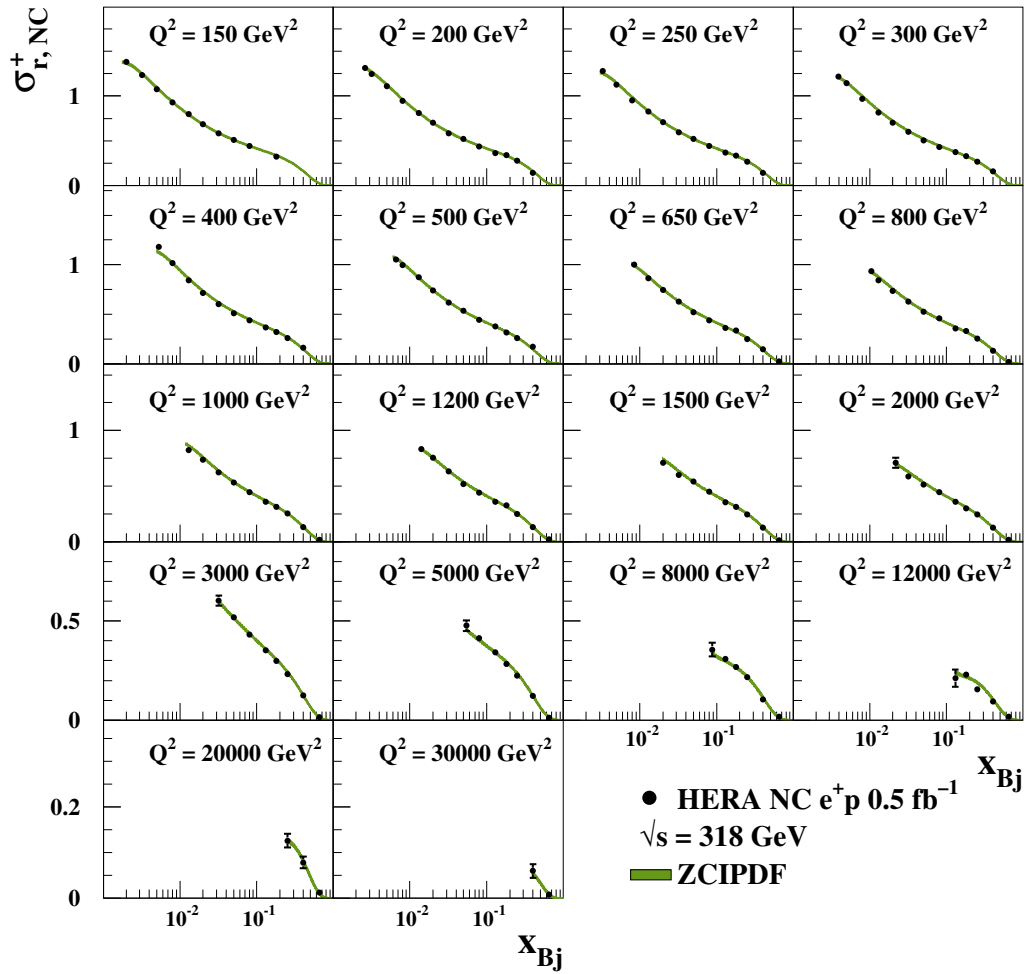 σ⁺r, NC
Q² = 150 GeV² Q² = 200 GeV² Q² = 250 GeV² Q² = 300 GeV²
1
0
Q² = 400 GeV² Q² = 500 GeV² Q² = 650 GeV² Q² = 800 GeV²
1
0
Q² = 1000 GeV² Q² = 1200 GeV² Q² = 1500 GeV² Q² = 2000 GeV²
1
0
Q² = 3000 GeV² Q² = 5000 GeV² Q² = 8000 GeV² Q² = 12000 GeV²
0.5
0
10⁻² 10⁻¹ 10⁻² 10⁻¹
Q² = 20000 GeV² Q² = 30000 GeV²
xBj
0.2
HERA NC e⁺p 0.5 fb⁻¹
√s = 318 GeV
ZCIPDF
0
10⁻² 10⁻¹ 10⁻² 10⁻¹
xBj